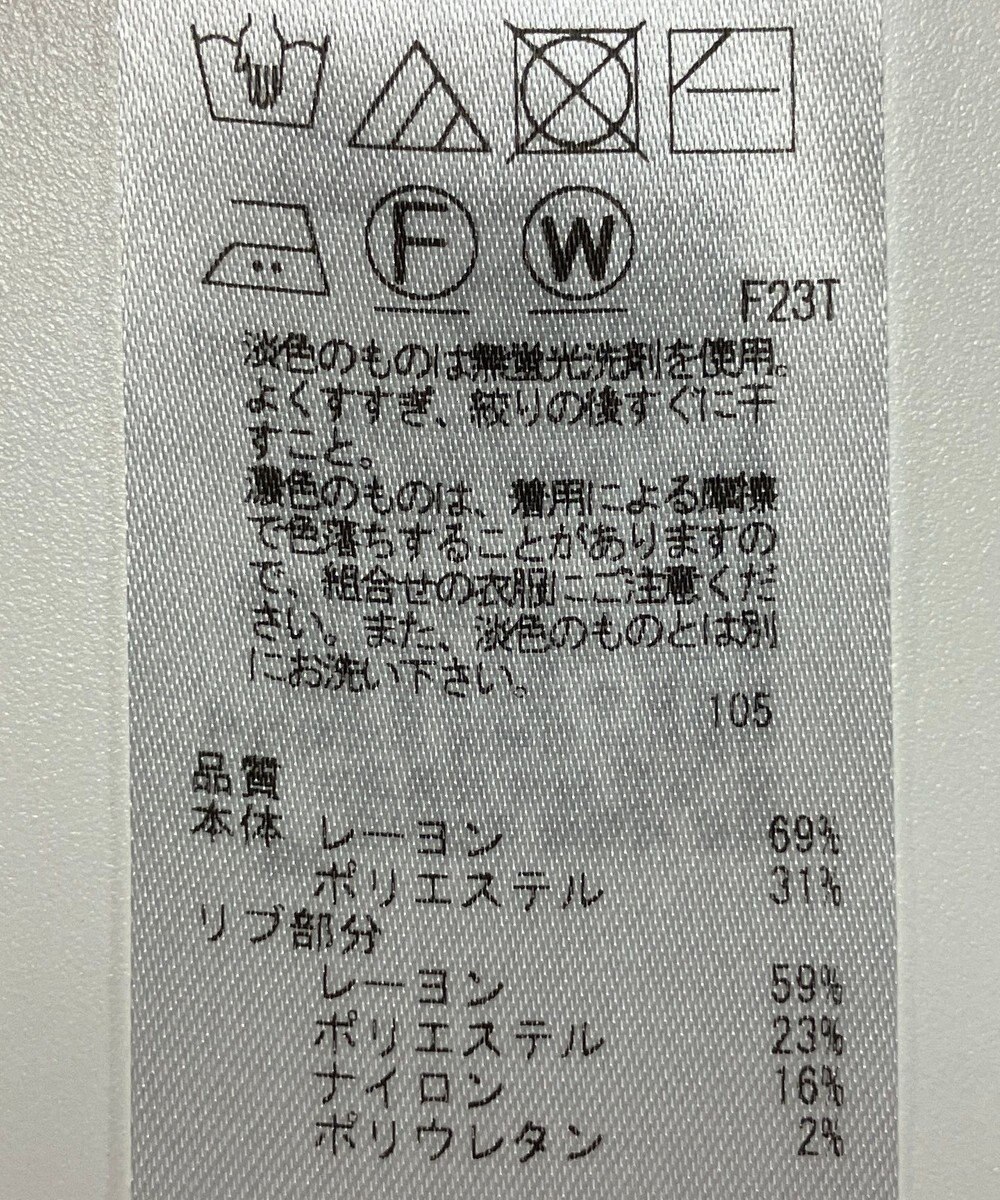 F
W
F23T
淡色のものは無蛍光洗剤を使用。
よくすすぎ、絞りの後すぐに干
すこと。
濃色のものは、着用による摩擦
で色落ちすることがありますの
で、組合せの衣服にご注意くだ
さい。また、淡色のものとは別
にお洗い下さい。
105
品質
本体
レーヨン 69%
ポリエステル 31%
リブ部分
レーヨン 59%
ポリエステル 23%
ナイロン 16%
ポリウレタン 2%